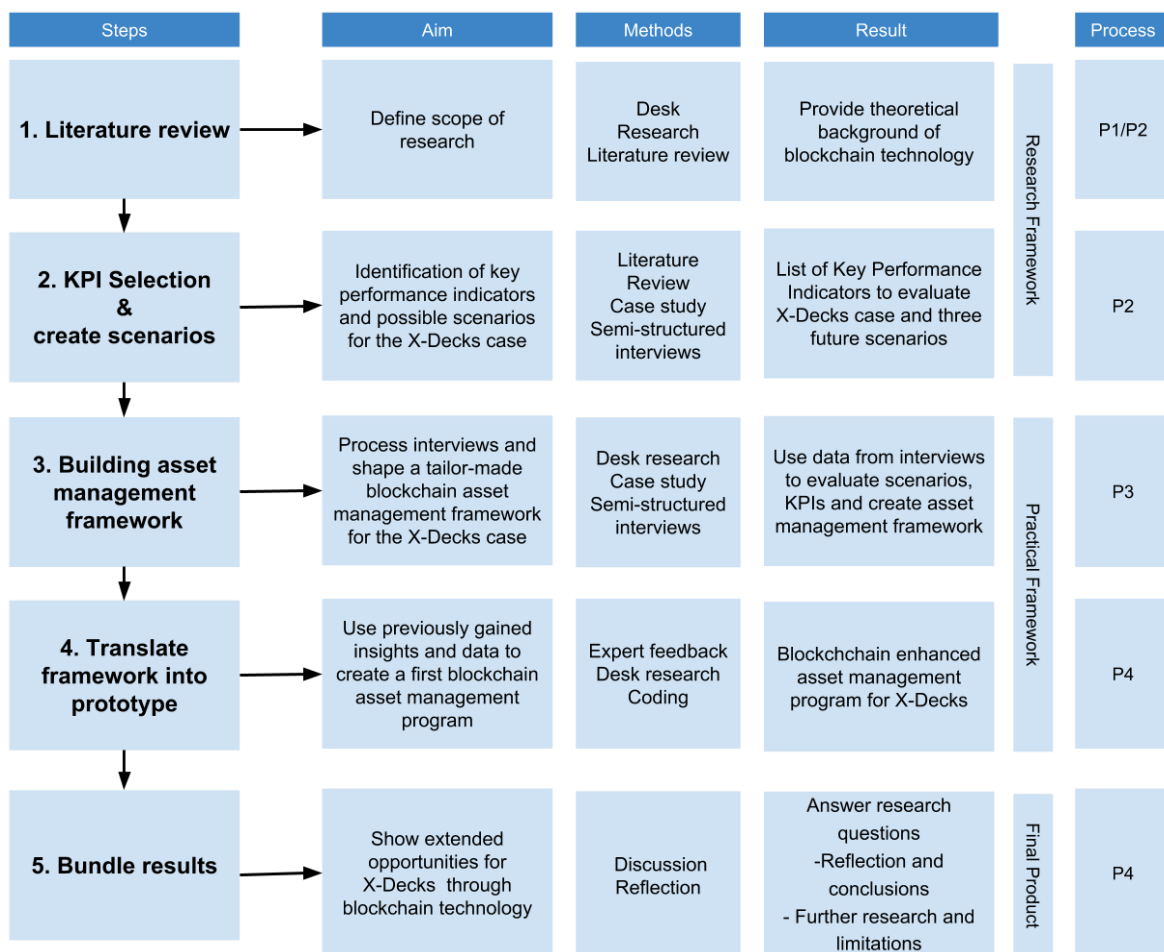 Steps
Aim
Methods
Result
Process
1. Literature review
Define scope of
research
Desk
Research
Literature review
Provide theoretical
background of
blockchain technology
Research Framework
P1/P2
2. KPI Selection
&
create scenarios
Identification of key
performance indicators
and possible scenarios
for the X-Decks case
Literature
Review
Case study
Semi-structured
interviews
List of Key Performance
Indicators to evaluate
X-Decks case and three
future scenarios
P2
3. Building asset
management
framework
Process interviews and
shape a tailor-made
blockchain asset
management framework
for the X-Decks case
Desk research
Case study
Semi-structured
interviews
Use data from interviews
to evaluate scenarios,
KPIs and create asset
management framework
Practical Framework
P3
4. Translate
framework into
prototype
Use previously gained
insights and data to
create a first blockchain
asset management
program
Expert feedback
Desk research
Coding
Blockchchain enhanced
asset management
program for X-Decks
P4
5. Bundle results
Show extended
opportunities for
X-Decks through
blockchain technology
Discussion
Reflection
Answer research
questions
-Reflection and
conclusions
- Further research and
limitations
Final Product
P4